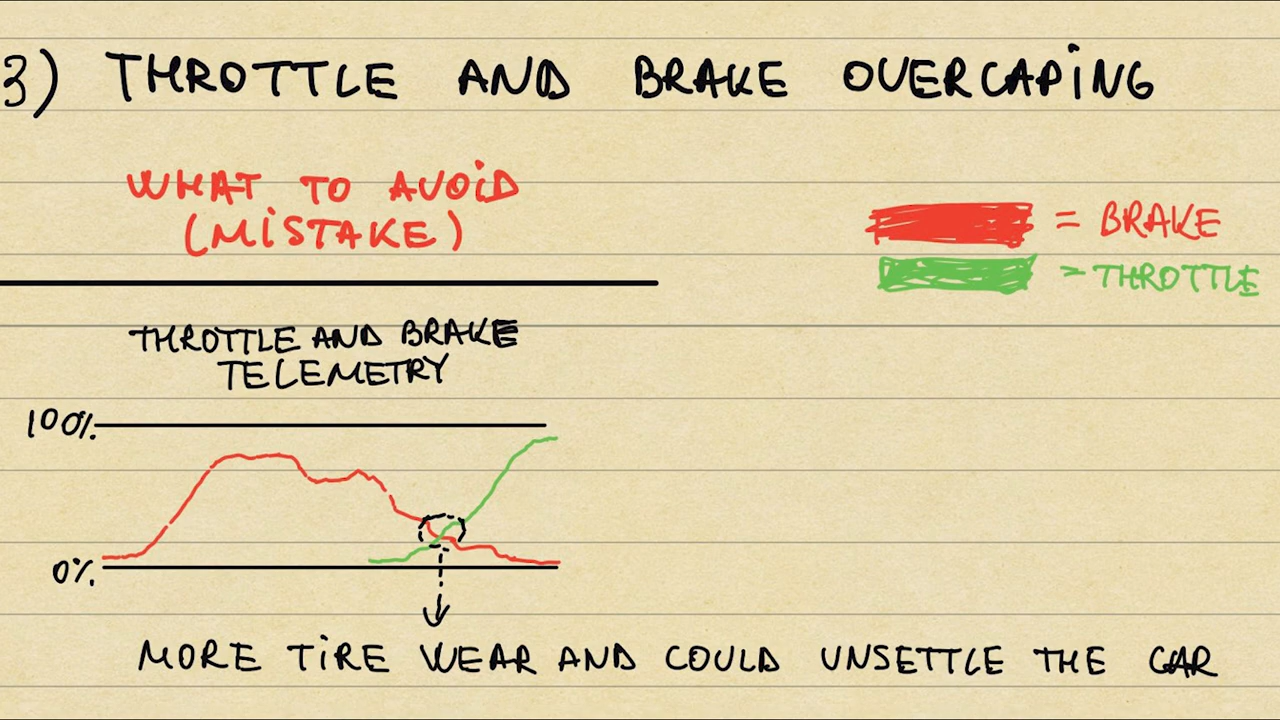 3) THROTTLE AND BRAKE OVERCAPiNG
WHAT TO AVOiD
(MiSTAKE)
= BRAKE
= THROTTLE
THROTTLE AND BRAKE
TELEMETRY
100%
0%
MORE TiRE WEAR AND COULD UNSETTLE THE CAR